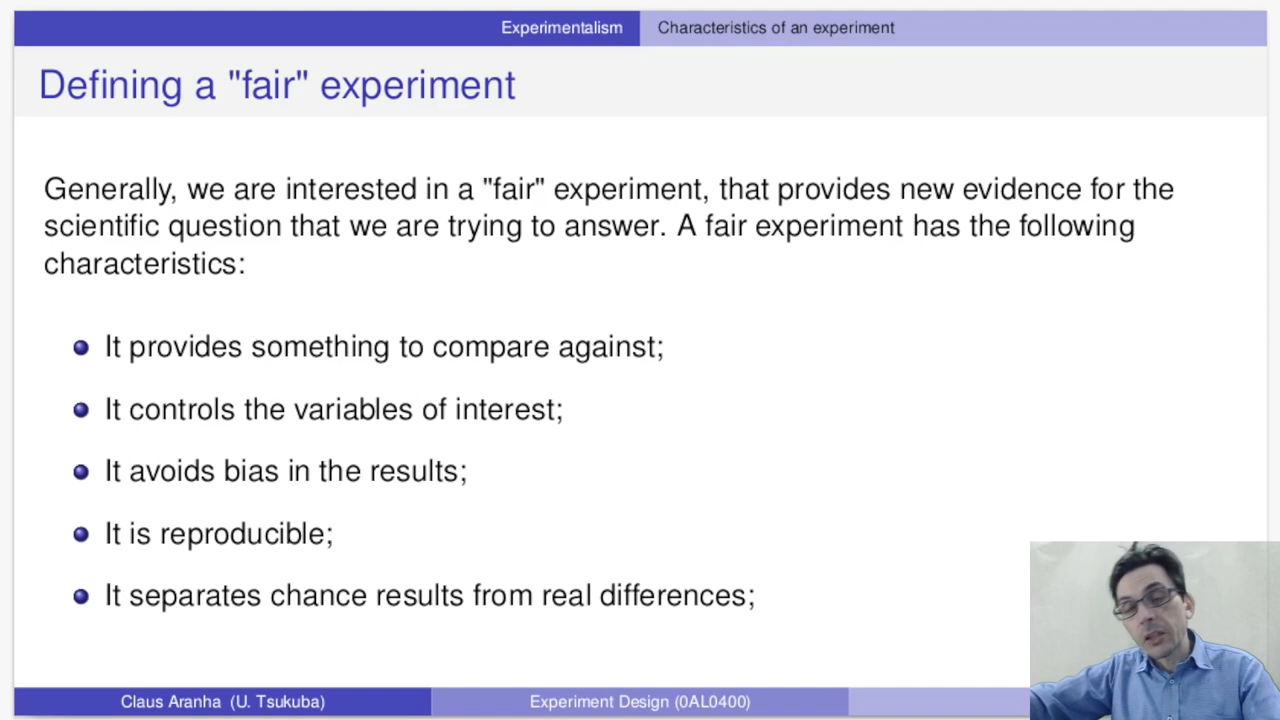 Experimentalism
Characteristics of an experiment
Defining a "fair" experiment
Generally, we are interested in a "fair" experiment, that provides new evidence for the
scientific question that we are trying to answer. A fair experiment has the following
characteristics:
It provides something to compare against;
It controls the variables of interest;
It avoids bias in the results;
It is reproducible;
It separates chance results from real differences;
Claus Aranha (U. Tsukuba)
Experiment Design (0AL0400)